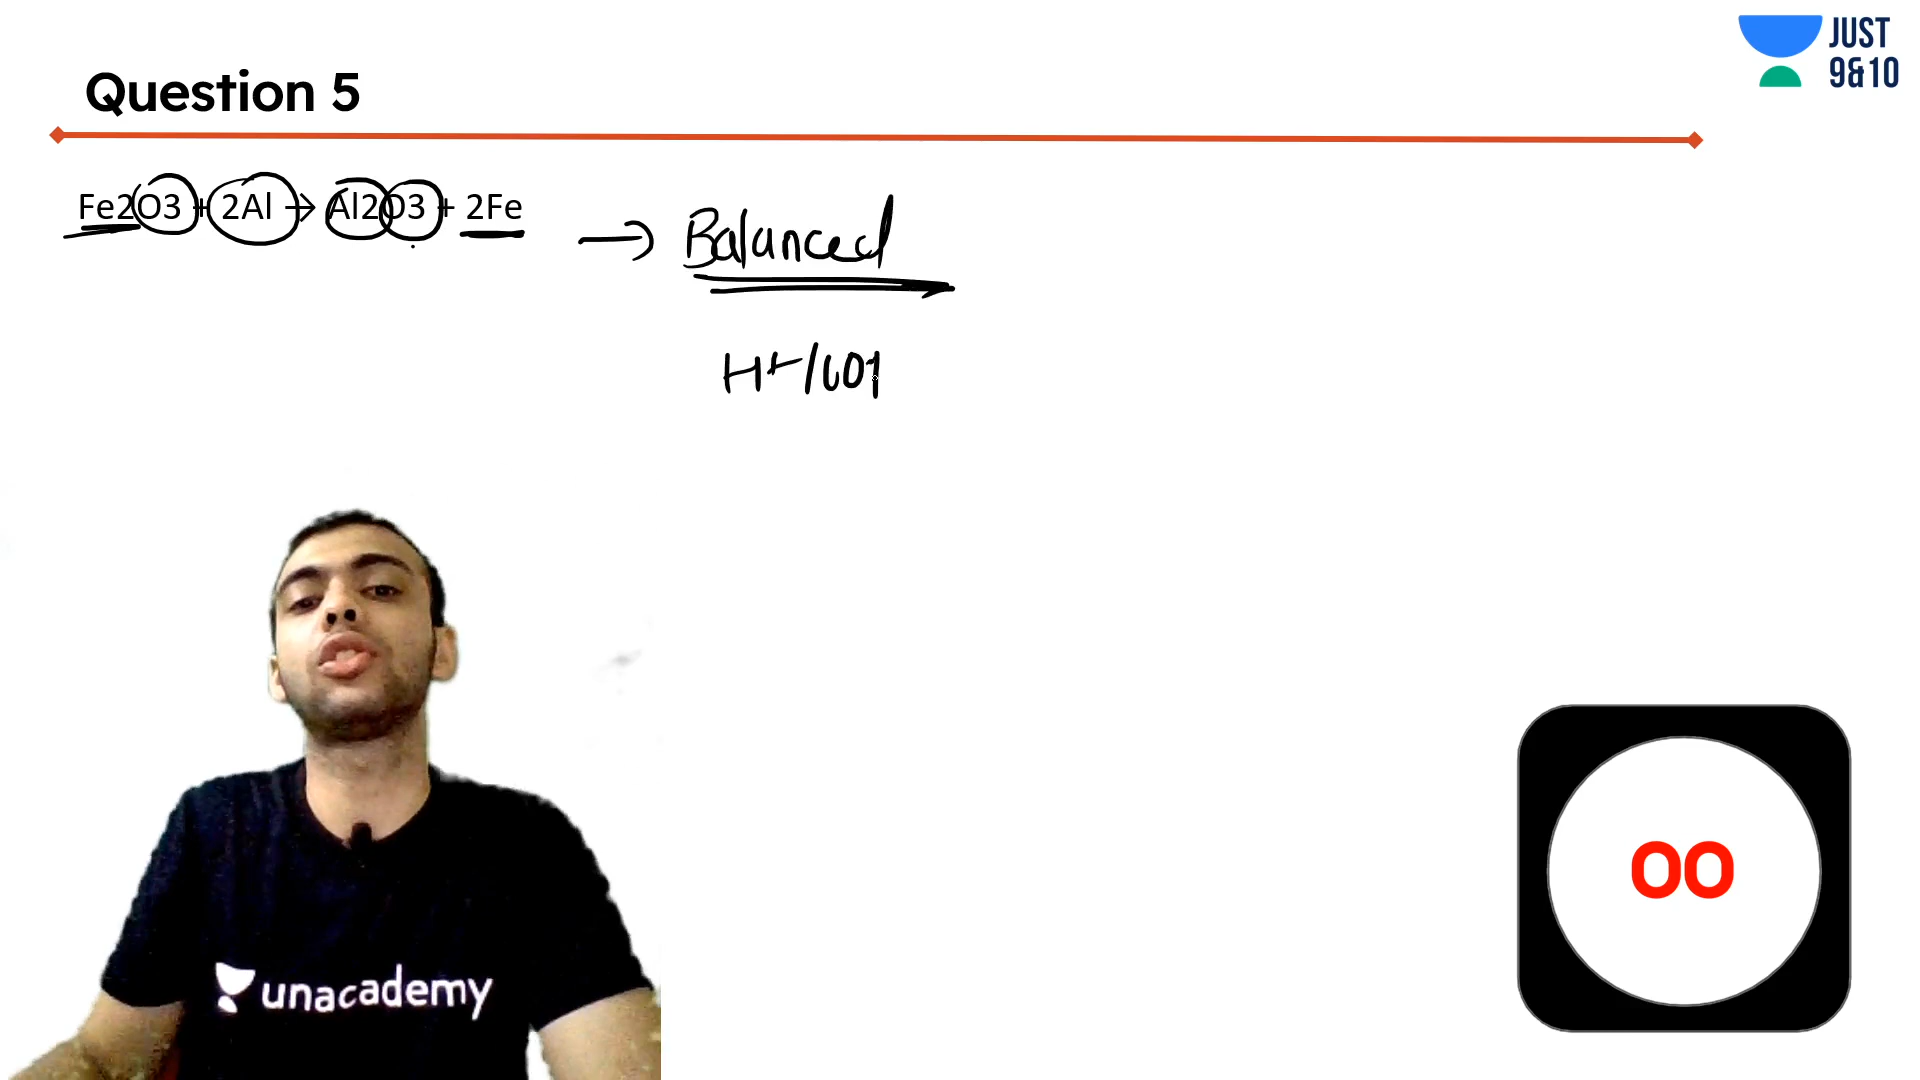 JUST
9&10
Question 5
Fe2O3 + 2Al → Al2O3 + 2Fe
→ Balanced
00
unacademy